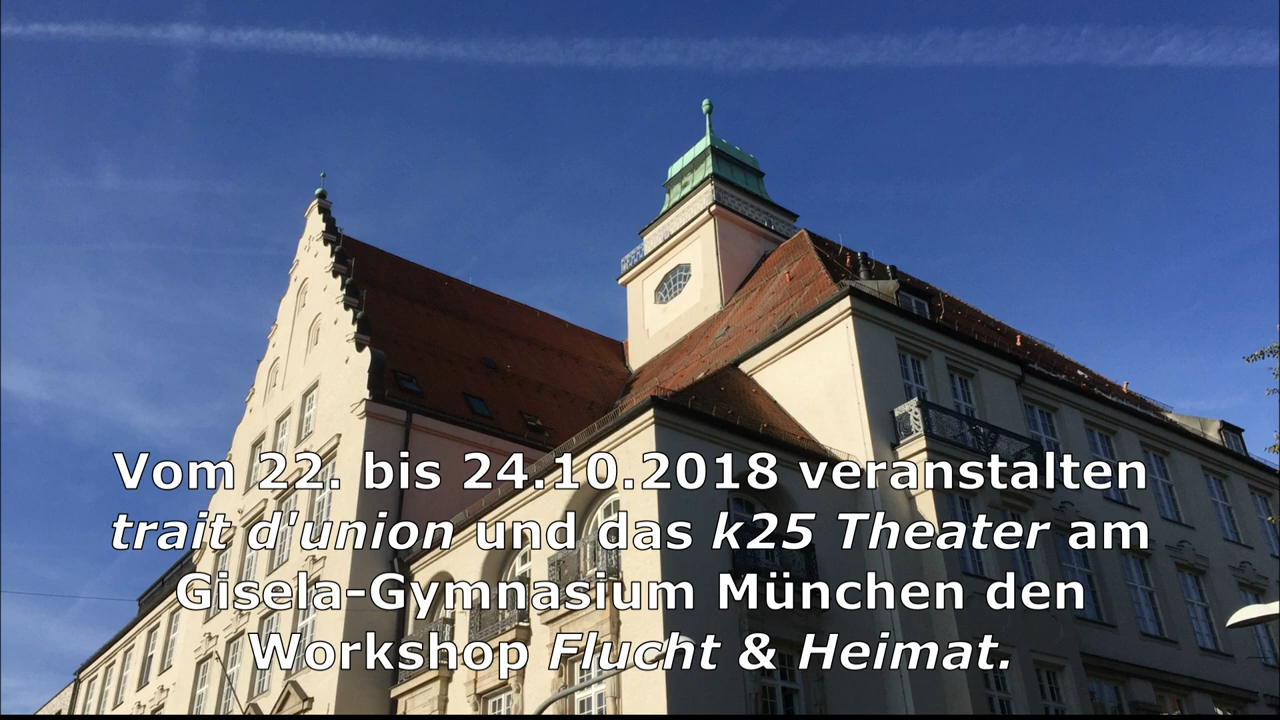 Vom 22. bis 24.10.2018 veranstalten
trait d'union und das k25 Theater am
Gisela-Gymnasium München den
Workshop Flucht & Heimat.